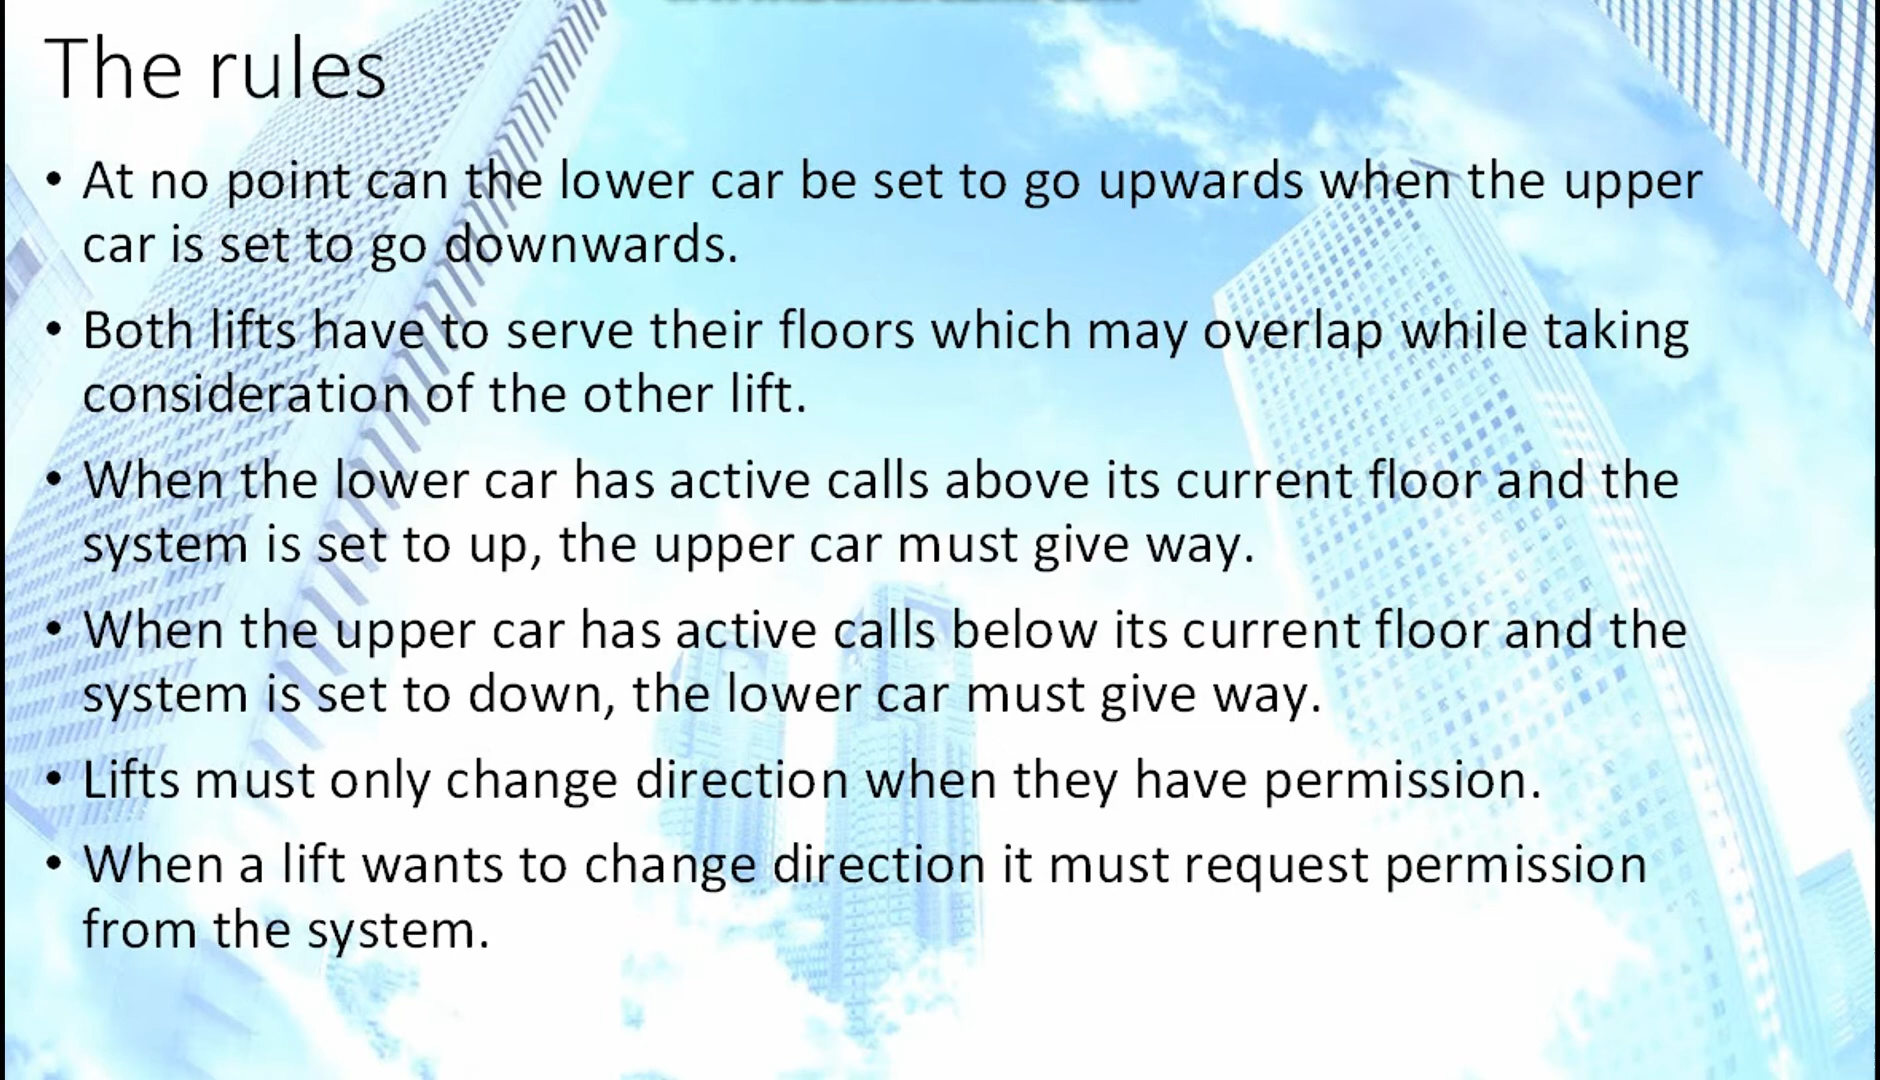 The rules
• At no point can the lower car be set to go upwards when the upper
car is set to go downwards.
• Both lifts have to serve their floors which may overlap while taking
consideration of the other lift.
• When the lower car has active calls above its current floor and the
system is set to up, the upper car must give way.
• When the upper car has active calls below its current floor and the
system is set to down, the lower car must give way.
• Lifts must only change direction when they have permission.
• When a lift wants to change direction it must request permission
from the system.